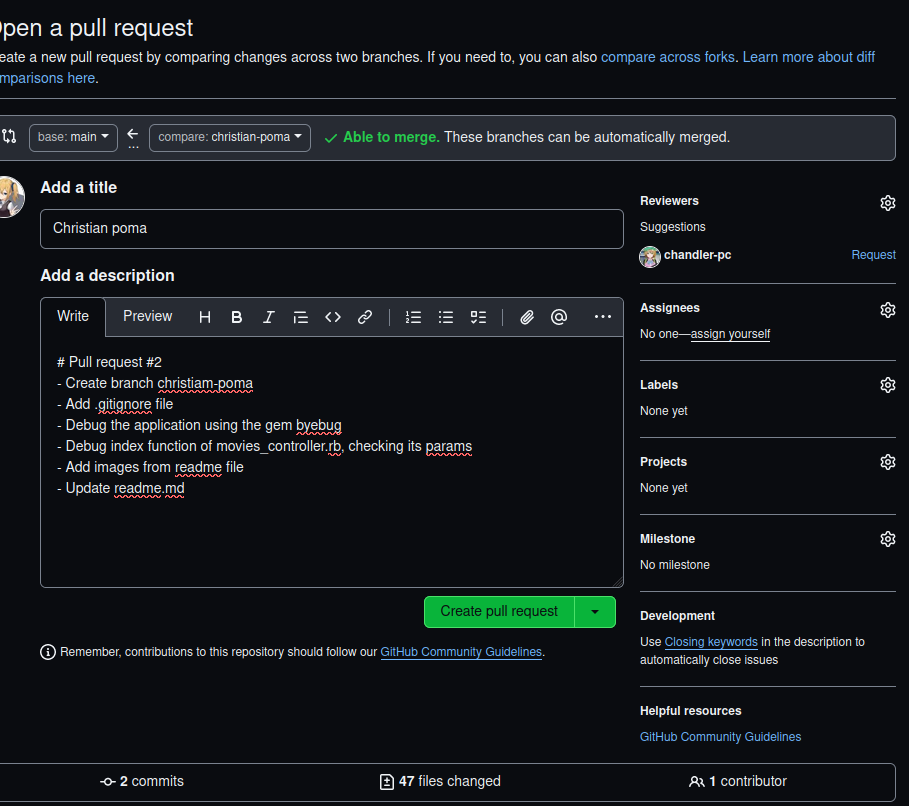 pen a pull request
eate a new pull request by comparing changes across two branches. If you need to, you can also compare across forks. Learn more about diff
mparisons here.
base: main
...
compare: christian-poma
Able to merge. These branches can be automatically merged.
Add a title
Christian poma
Add a description
Write
Preview
H
B
I
# Pull request #2
- Create branch christiam-poma
- Add .gitignore file
- Debug the application using the gem byebug
- Debug index function of movies_controller.rb, checking its params
- Add images from readme file
- Update readme.md
Create pull request
Remember, contributions to this repository should follow our GitHub Community Guidelines.
Reviewers
Suggestions
chandler-pc
Request
Assignees
No one—assign yourself
Labels
None yet
Projects
None yet
Milestone
No milestone
Development
Use Closing keywords in the description to
automatically close issues
Helpful resources
GitHub Community Guidelines
2 commits
47 files changed
1 contributor